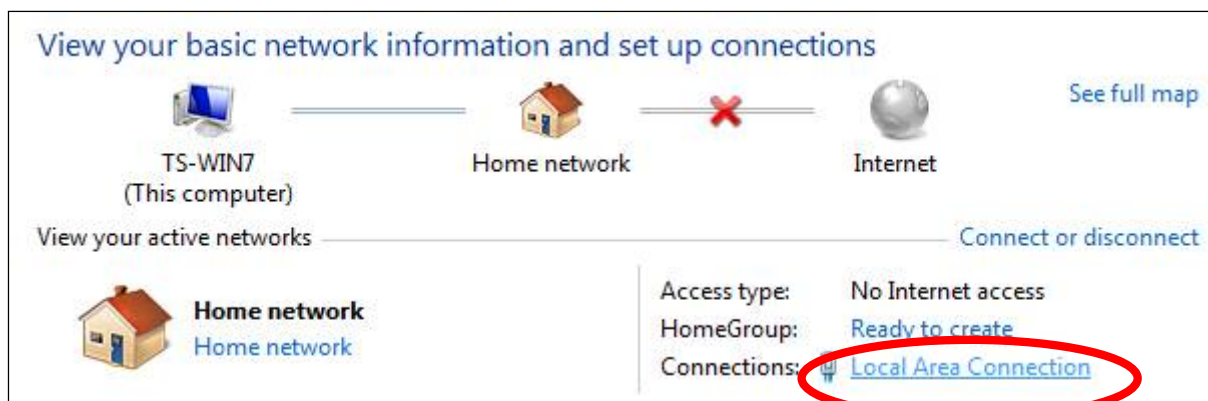 View your basic network information and set up connections
See full map
TS-WIN7
(This computer)
Home network
Internet
View your active networks
Connect or disconnect
Home network
Home network
Access type: No Internet access
HomeGroup: Ready to create
Connections: Local Area Connection